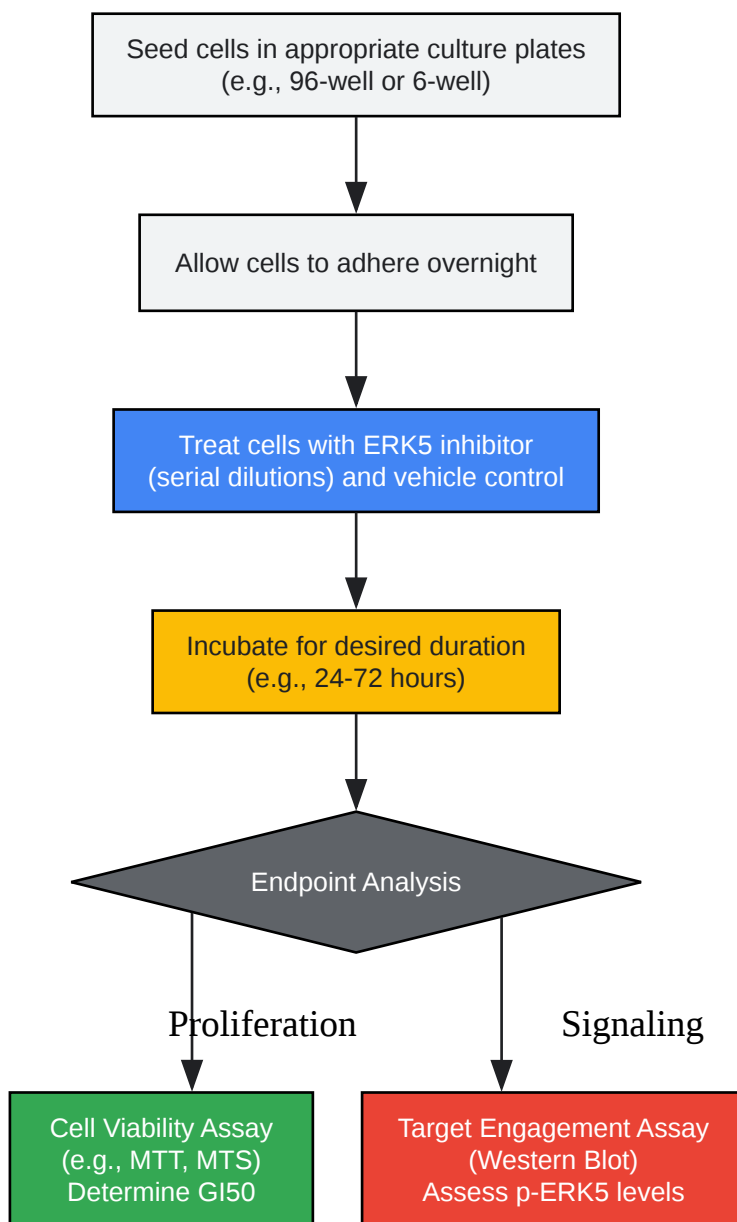 Seed cells in appropriate culture plates
(e.g., 96-well or 6-well)
Allow cells to adhere overnight
Treat cells with ERK5 inhibitor
(serial dilutions) and vehicle control
Incubate for desired duration
(e.g., 24-72 hours)
Endpoint Analysis
Proliferation
Signaling
Cell Viability Assay
(e.g., MTT, MTS)
Determine GI50
Target Engagement Assay
(Western Blot)
Assess p-ERK5 levels